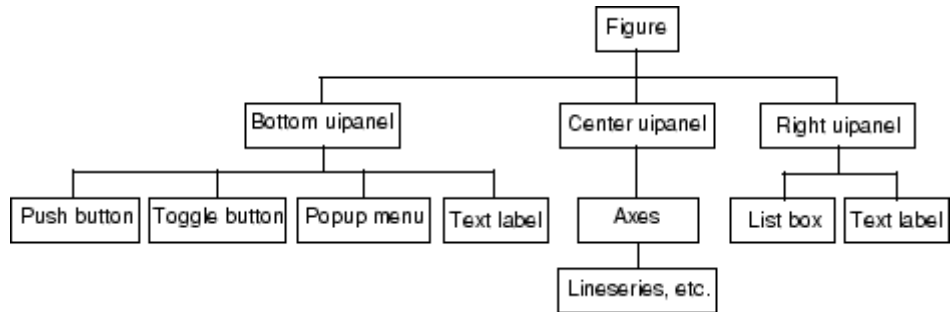 Figure
Bottom uipanel
Center uipanel
Right uipanel
Push button
Toggle button
Popup menu
Text label
Axes
List box
Text label
Lineseries, etc.